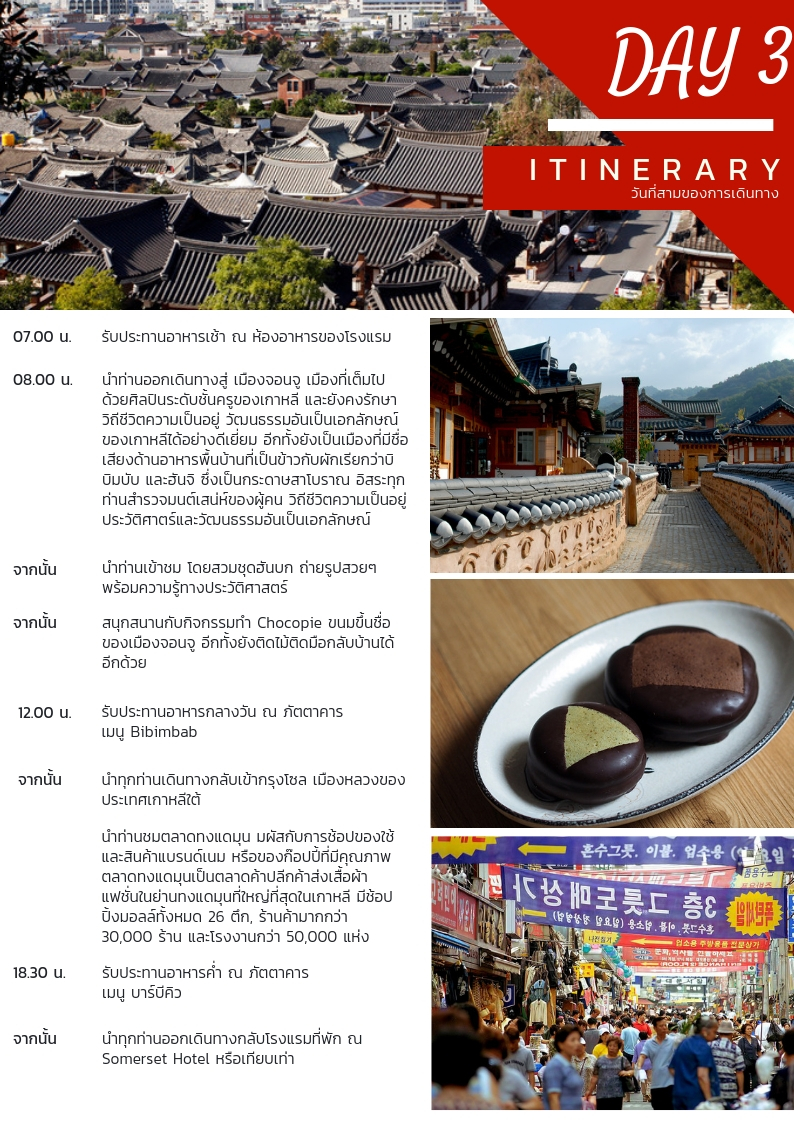 DAY 3
ITINERARY
วันที่สามของการเดินทาง
07.00 น. รับประทานอาหารเช้า ณ ห้องอาหารของโรงแรม
08.00 น. นำท่านออกเดินทางสู่ เมืองจอนจู เมืองที่เต็มไป
ด้วยศิลปินระดับชั้นครูของเกาหลี และยังคงรักษา
วิถีชีวิตความเป็นอยู่ วัฒนธรรมอันเป็นเอกลักษณ์
ของเกาหลีได้อย่างดีเยี่ยม อีกทั้งยังเป็นเมืองที่มีชื่อ
เสียงด้านอาหารพื้นบ้านที่เป็นข้าวกับผักเรียกว่าบิ
บิมบับ และฮันจิ ซึ่งเป็นกระดาษสาโบราณ อิสระทุก
ท่านสำรวจมนต์เสน่ห์ของผู้คน วิถีชีวิตความเป็นอยู่
ประวัติศาตร์และวัฒนธรรมอันเป็นเอกลักษณ์
จากนั้น นำท่านเข้าชม โดยสวมชุดฮันบก ถ่ายรูปสวยๆ
พร้อมความรู้ทางประวัติศาสตร์
จากนั้น สนุกสนานกับกิจกรรมทำ Chocopie ขนมขึ้นชื่อ
ของเมืองจอนจู อีกทั้งยังติดไม้ติดมือกลับบ้านได้
อีกด้วย
12.00 น. รับประทานอาหารกลางวัน ณ ภัตตาคาร
เมนู Bibimbab
จากนั้น นำทุกท่านเดินทางกลับเข้ากรุงโซล เมืองหลวงของ
ประเทศเกาหลีใต้
นำท่านชมตลาดทงแดมุน มผัสกับการช้อปของใช้
และสินค้าแบรนด์เนม หรือของก๊อปปี้ที่มีคุณภาพ
ตลาดทงแดมุนเป็นตลาดค้าปลีกค้าส่งเสื้อผ้า
แฟชั่นในย่านทงแดมุนที่ใหญ่ที่สุดในเกาหลี มีช้อป
ปิ้งมอลล์ทั้งหมด 26 ตึก, ร้านค้ามากกว่า
30,000 ร้าน และโรงงานกว่า 50,000 แห่ง
18.30 น. รับประทานอาหารค่ำ ณ ภัตตาคาร
เมนู บาร์บีคิว
จากนั้น นำทุกท่านออกเดินทางกลับโรงแรมที่พัก ณ
Somerset Hotel หรือเทียบเท่า
혼수그릇. 이불. 업소용
3층 그릇도매상가
폭탄세일